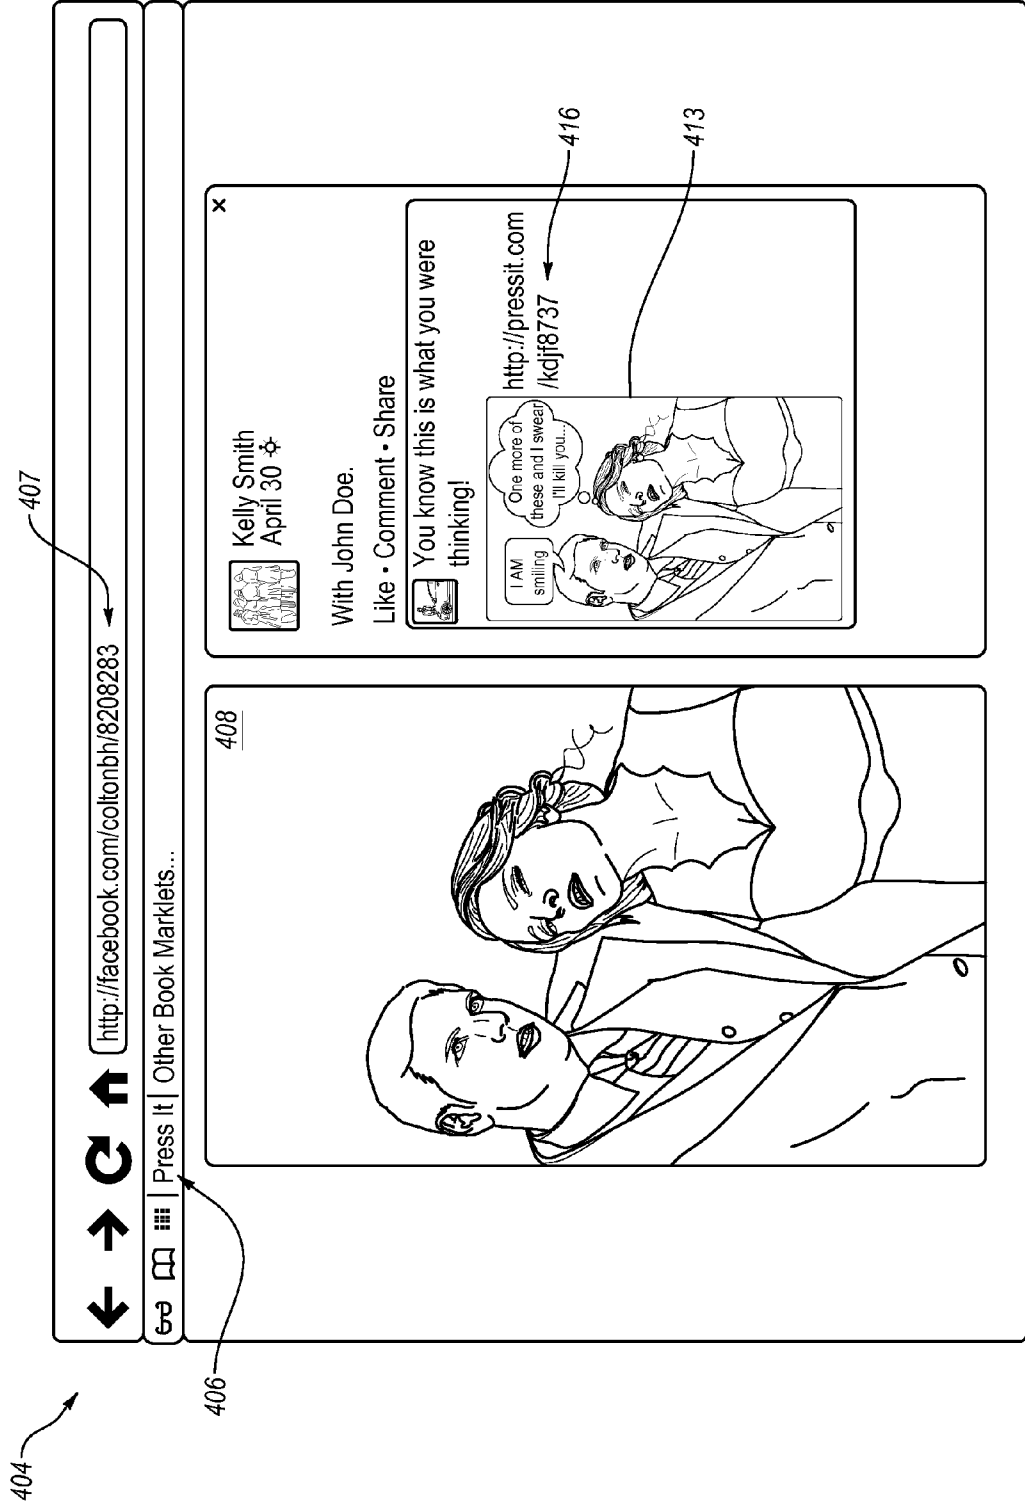 404
407
http://facebook.com/coltonbh/8208283
406
| Press It | Other Book Marklets...
408
x
Kelly Smith
April 30
With John Doe.
Like • Comment • Share
You know this is what you were
thinking!
I AM
smiling
One more of
these and I swear
I'll kill you...
http://pressit.com
/kdjf8737
416
413